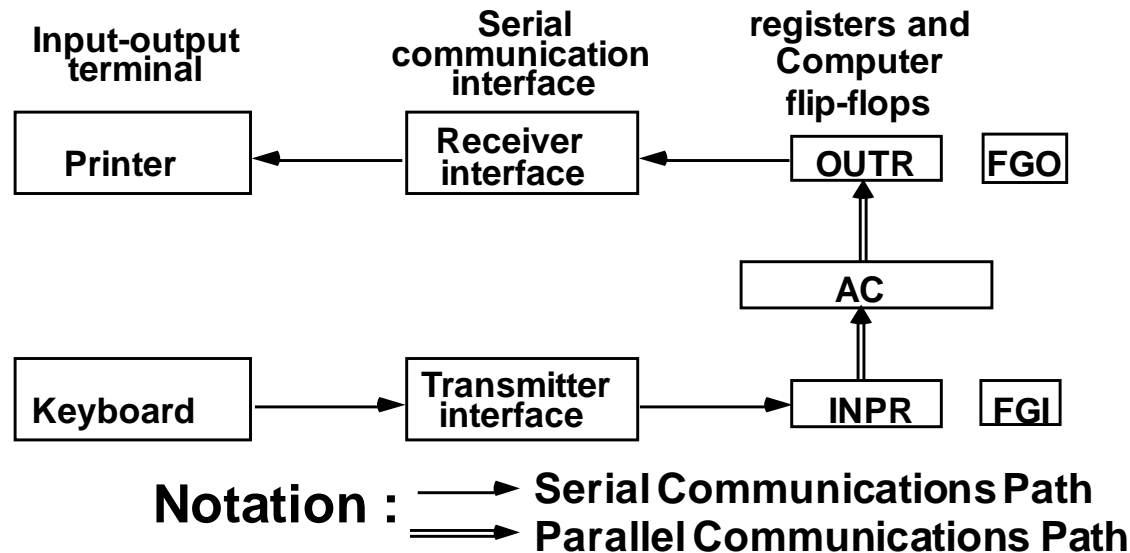 Input-output
terminal
Serial
communication
interface
registers and
Computer
flip-flops
Printer
Receiver
interface
OUTR
FGO
AC
Keyboard
Transmitter
interface
INPR
FGI
Notation :
Serial Communications Path
Parallel Communications Path